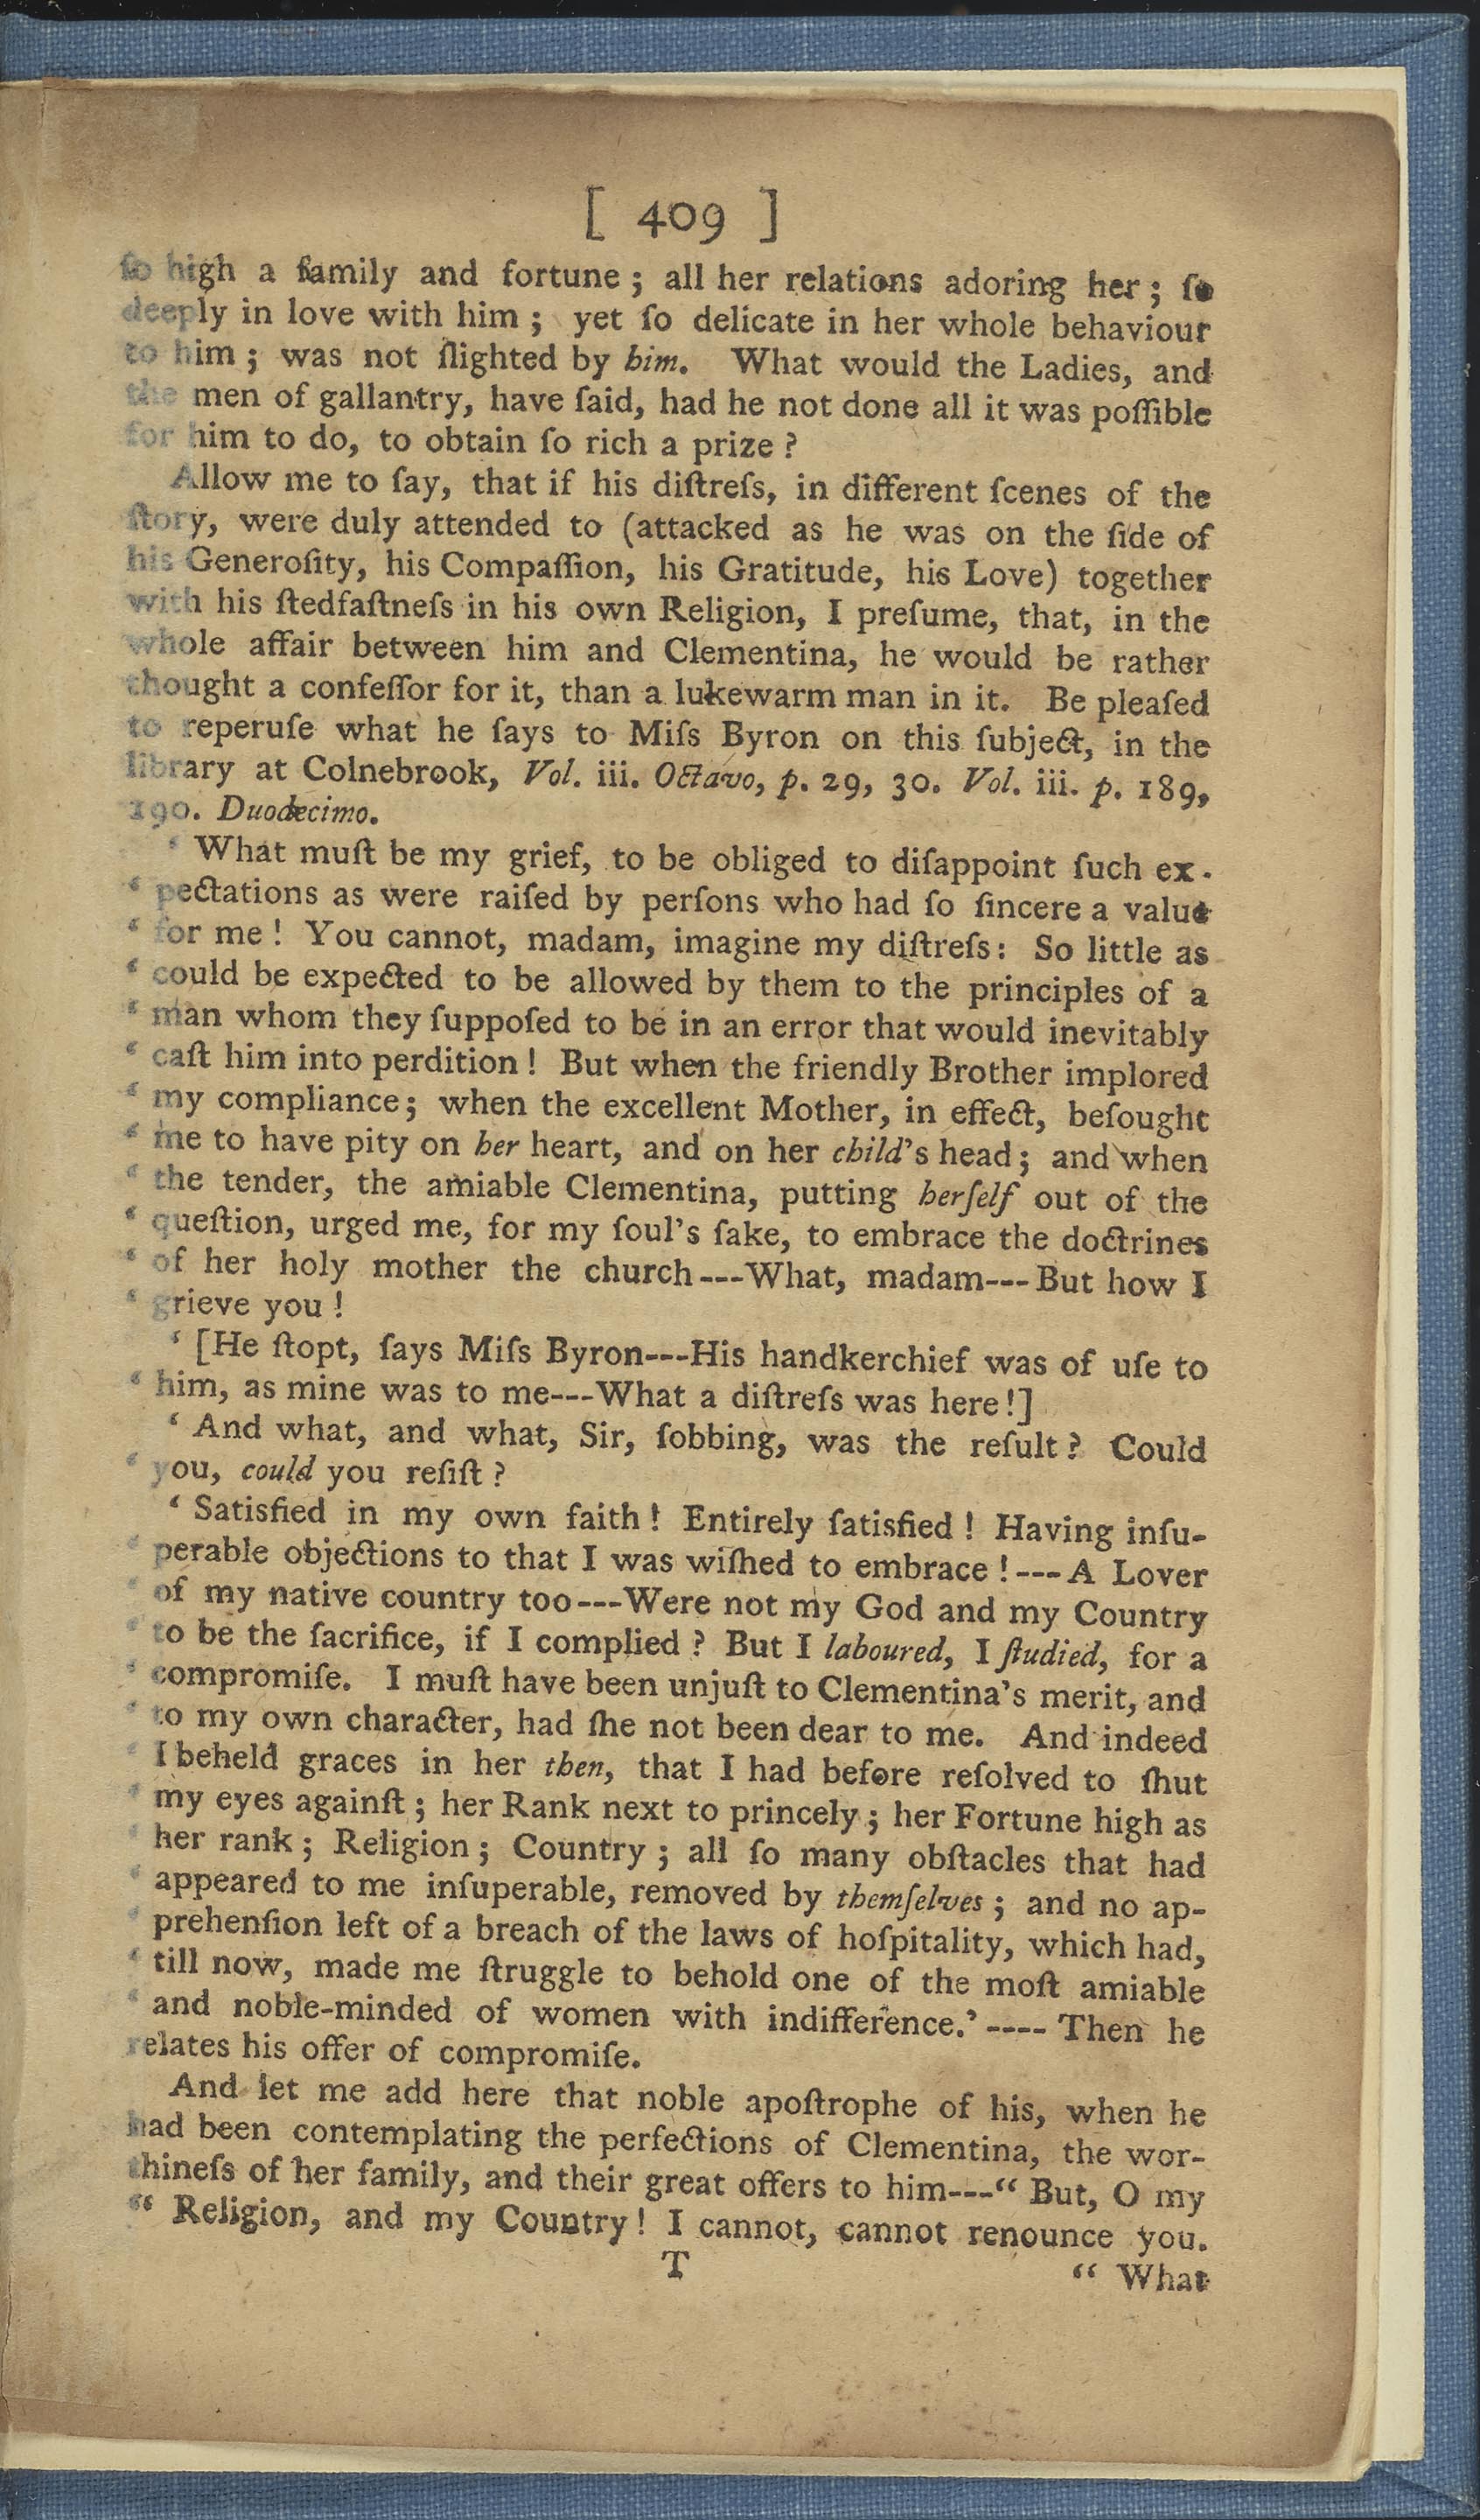 [ 409 ]
ſo high a family and fortune ; all her relations adoring her ; ſo
deeply in love with him ; yet ſo delicate in her whole behaviour
to him ; was not ſlighted by him. What would the Ladies, and
the men of gallantry, have ſaid, had he not done all it was poſſible
for him to do, to obtain ſo rich a prize ?
Allow me to ſay, that if his diſtreſs, in different ſcenes of the
ſtory, were duly attended to (attacked as he was on the ſide of
his Generoſity, his Compaſſion, his Gratitude, his Love) together
with his ſtedfaſtneſs in his own Religion, I preſume, that, in the
whole affair between him and Clementina, he would be rather
thought a confeſſor for it, than a lukewarm man in it. Be pleaſed
to reperuſe what he ſays to Miſs Byron on this ſubject, in the
library at Colnebrook, Vol. iii. Octavo, p. 29, 30. Vol. iii. p. 189,
190. Duodecimo.
‘ What muſt be my grief, to be obliged to diſappoint ſuch ex-
‘ pectations as were raiſed by perſons who had ſo ſincere a value
‘ for me ! You cannot, madam, imagine my diſtreſs : So little as
‘ could be expected to be allowed by them to the principles of a
‘ man whom they ſuppoſed to be in an error that would inevitably
‘ caſt him into perdition ! But when the friendly Brother implored
‘ my compliance ; when the excellent Mother, in effect, beſought
‘ me to have pity on her heart, and on her child's head ; and when
‘ the tender, the amiable Clementina, putting herſelf out of the
‘ queſtion, urged me, for my ſoul's ſake, to embrace the doctrines
‘ of her holy mother the church---What, madam---But how I
‘ grieve you !
‘ [He ſtopt, ſays Miſs Byron---His handkerchief was of uſe to
‘ him, as mine was to me---What a diſtreſs was here !]
‘ And what, and what, Sir, ſobbing, was the reſult ? Could
‘ you, could you reſiſt ?
‘ Satisfied in my own faith ! Entirely ſatisfied ! Having inſu-
‘ perable objections to that I was wiſhed to embrace !---A Lover
‘ of my native country too---Were not my God and my Country
‘ to be the ſacrifice, if I complied ? But I laboured, I ſtudied, for a
‘ compromiſe. I muſt have been unjuſt to Clementina's merit, and
‘ to my own character, had ſhe not been dear to me. And indeed
‘ I beheld graces in her then, that I had before reſolved to ſhut
‘ my eyes againſt ; her Rank next to princely ; her Fortune high as
‘ her rank ; Religion ; Country ; all ſo many obſtacles that had
‘ appeared to me inſuperable, removed by themſelves ; and no ap-
‘ prehenſion left of a breach of the laws of hoſpitality, which had,
‘ till now, made me ſtruggle to behold one of the moſt amiable
‘ and noble-minded of women with indifference.’ ---- Then he
relates his offer of compromiſe.
And let me add here that noble apoſtrophe of his, when he
had been contemplating the perfections of Clementina, the wor-
thineſs of her family, and their great offers to him---“ But, O my
“ Religion, and my Country ! I cannot, cannot renounce you.
T “ What